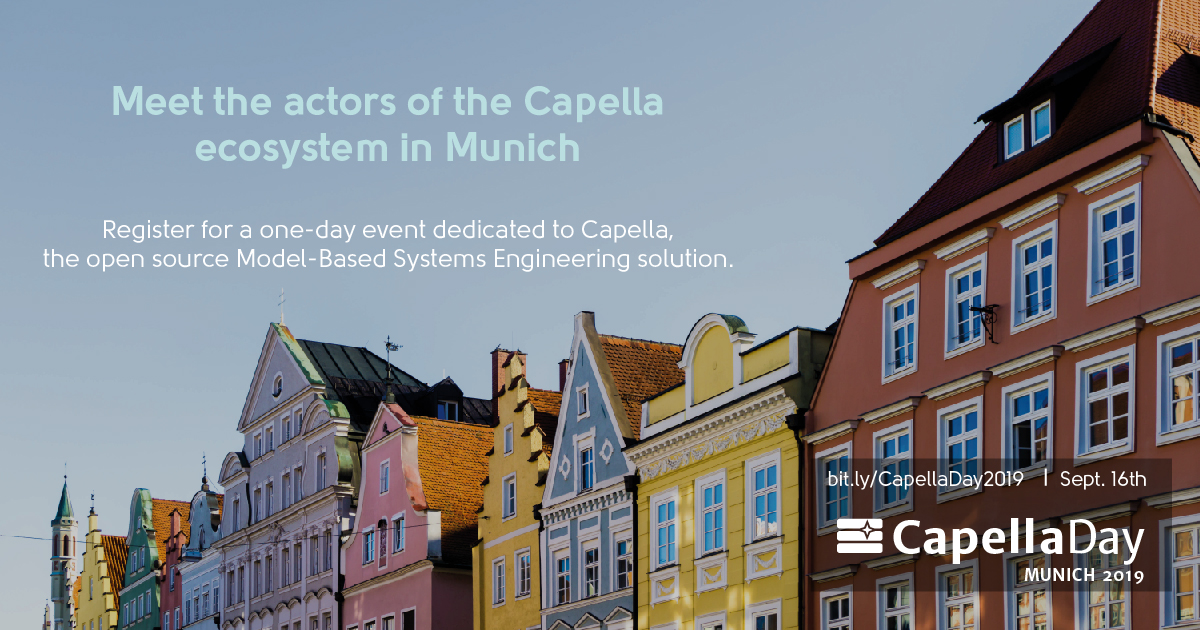 Meet the actors of the Capella
ecosystem in Munich
Register for a one-day event dedicated to Capella,
the open source Model-Based Systems Engineering solution.
bit.ly/CapellaDay2019 | Sept. 16th
CapellaDay
MUNICH 2019